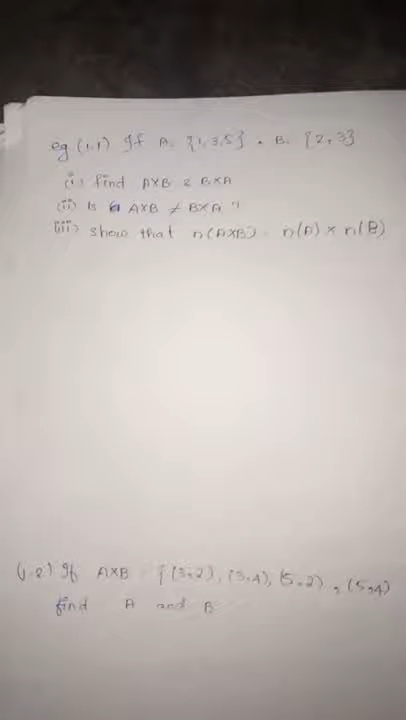 eg (1.1) If A = {1,3,5} , B = {2,3}
(i) find A×B & B×A
(ii) Is A×B ≠ B×A ?
(iii) show that n(A×B) = n(A) × n(B)
(1.2) If A×B = {(3,2), (3,4), (5,2), (5,4)
find A and B